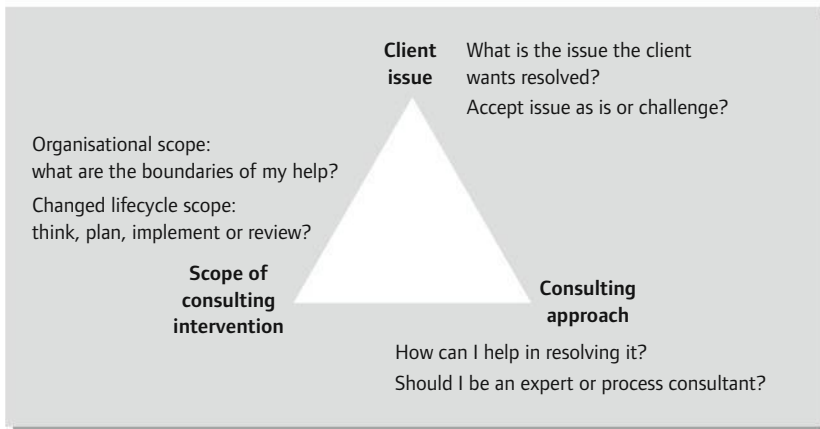 Client
issue
What is the issue the client
wants resolved?
Accept issue as is or challenge?
Organisational scope:
what are the boundaries of my help?
Changed lifecycle scope:
think, plan, implement or review?
Scope of
consulting
intervention
Consulting
approach
How can I help in resolving it?
Should I be an expert or process consultant?